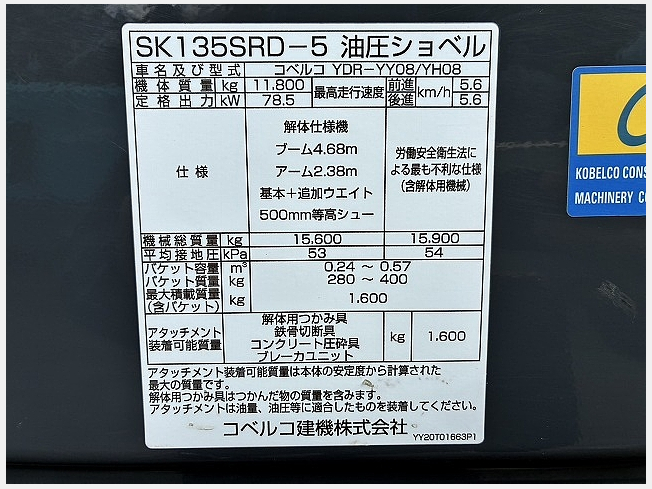 SK135SRD-5 油圧ショベル
車名及び型式 コベルコ YDR-YY08/YH08
機体質量 kg 11,800 最高走行速度 前進 km/h 5.6
定格出力 kW 78.5 後進 5.6
仕様
解体仕様機
ブーム4.68m
アーム2.38m
基本+追加ウエイト
500mm等高シュー
労働安全衛生法に
よる最も不利な仕様
(含解体用機械)
機械総質量 kg 15,600 15,900
平均接地圧 kPa 53 54
バケット容量 m³ 0.24 ~ 0.57
バケット質量 kg 280 ~ 400
最大積載質量
(含バケット) kg 1,600
アタッチメント
装着可能質量
解体用つかみ具
鉄骨切断具
コンクリート圧砕具
ブレーカユニット
kg 1,600
アタッチメント装着可能質量は本体の安定度から計算された
最大の質量です。
解体用つかみ具はつかんだ物の質量を含みます。
アタッチメントは油量、油圧等に適合したものを装着してください。
コベルコ建機株式会社
YY20T01663P1
KOBELCO CONS
MACHINERY CO